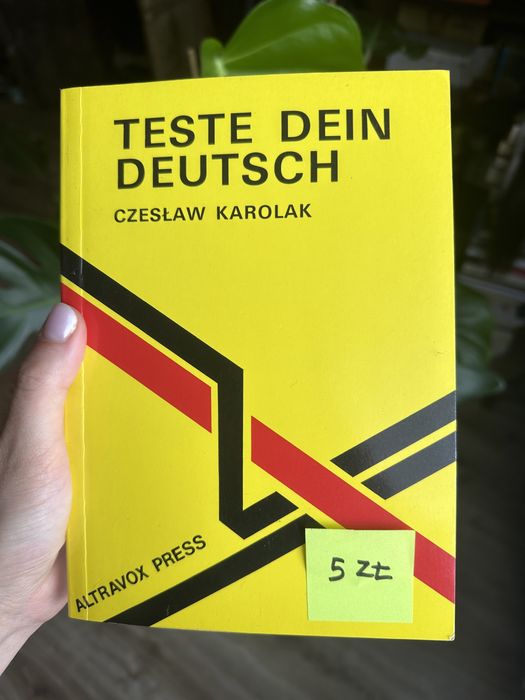 TESTE DEIN
DEUTSCH
CZESŁAW KAROLAK
ALTRAVOX PRESS
5 zł